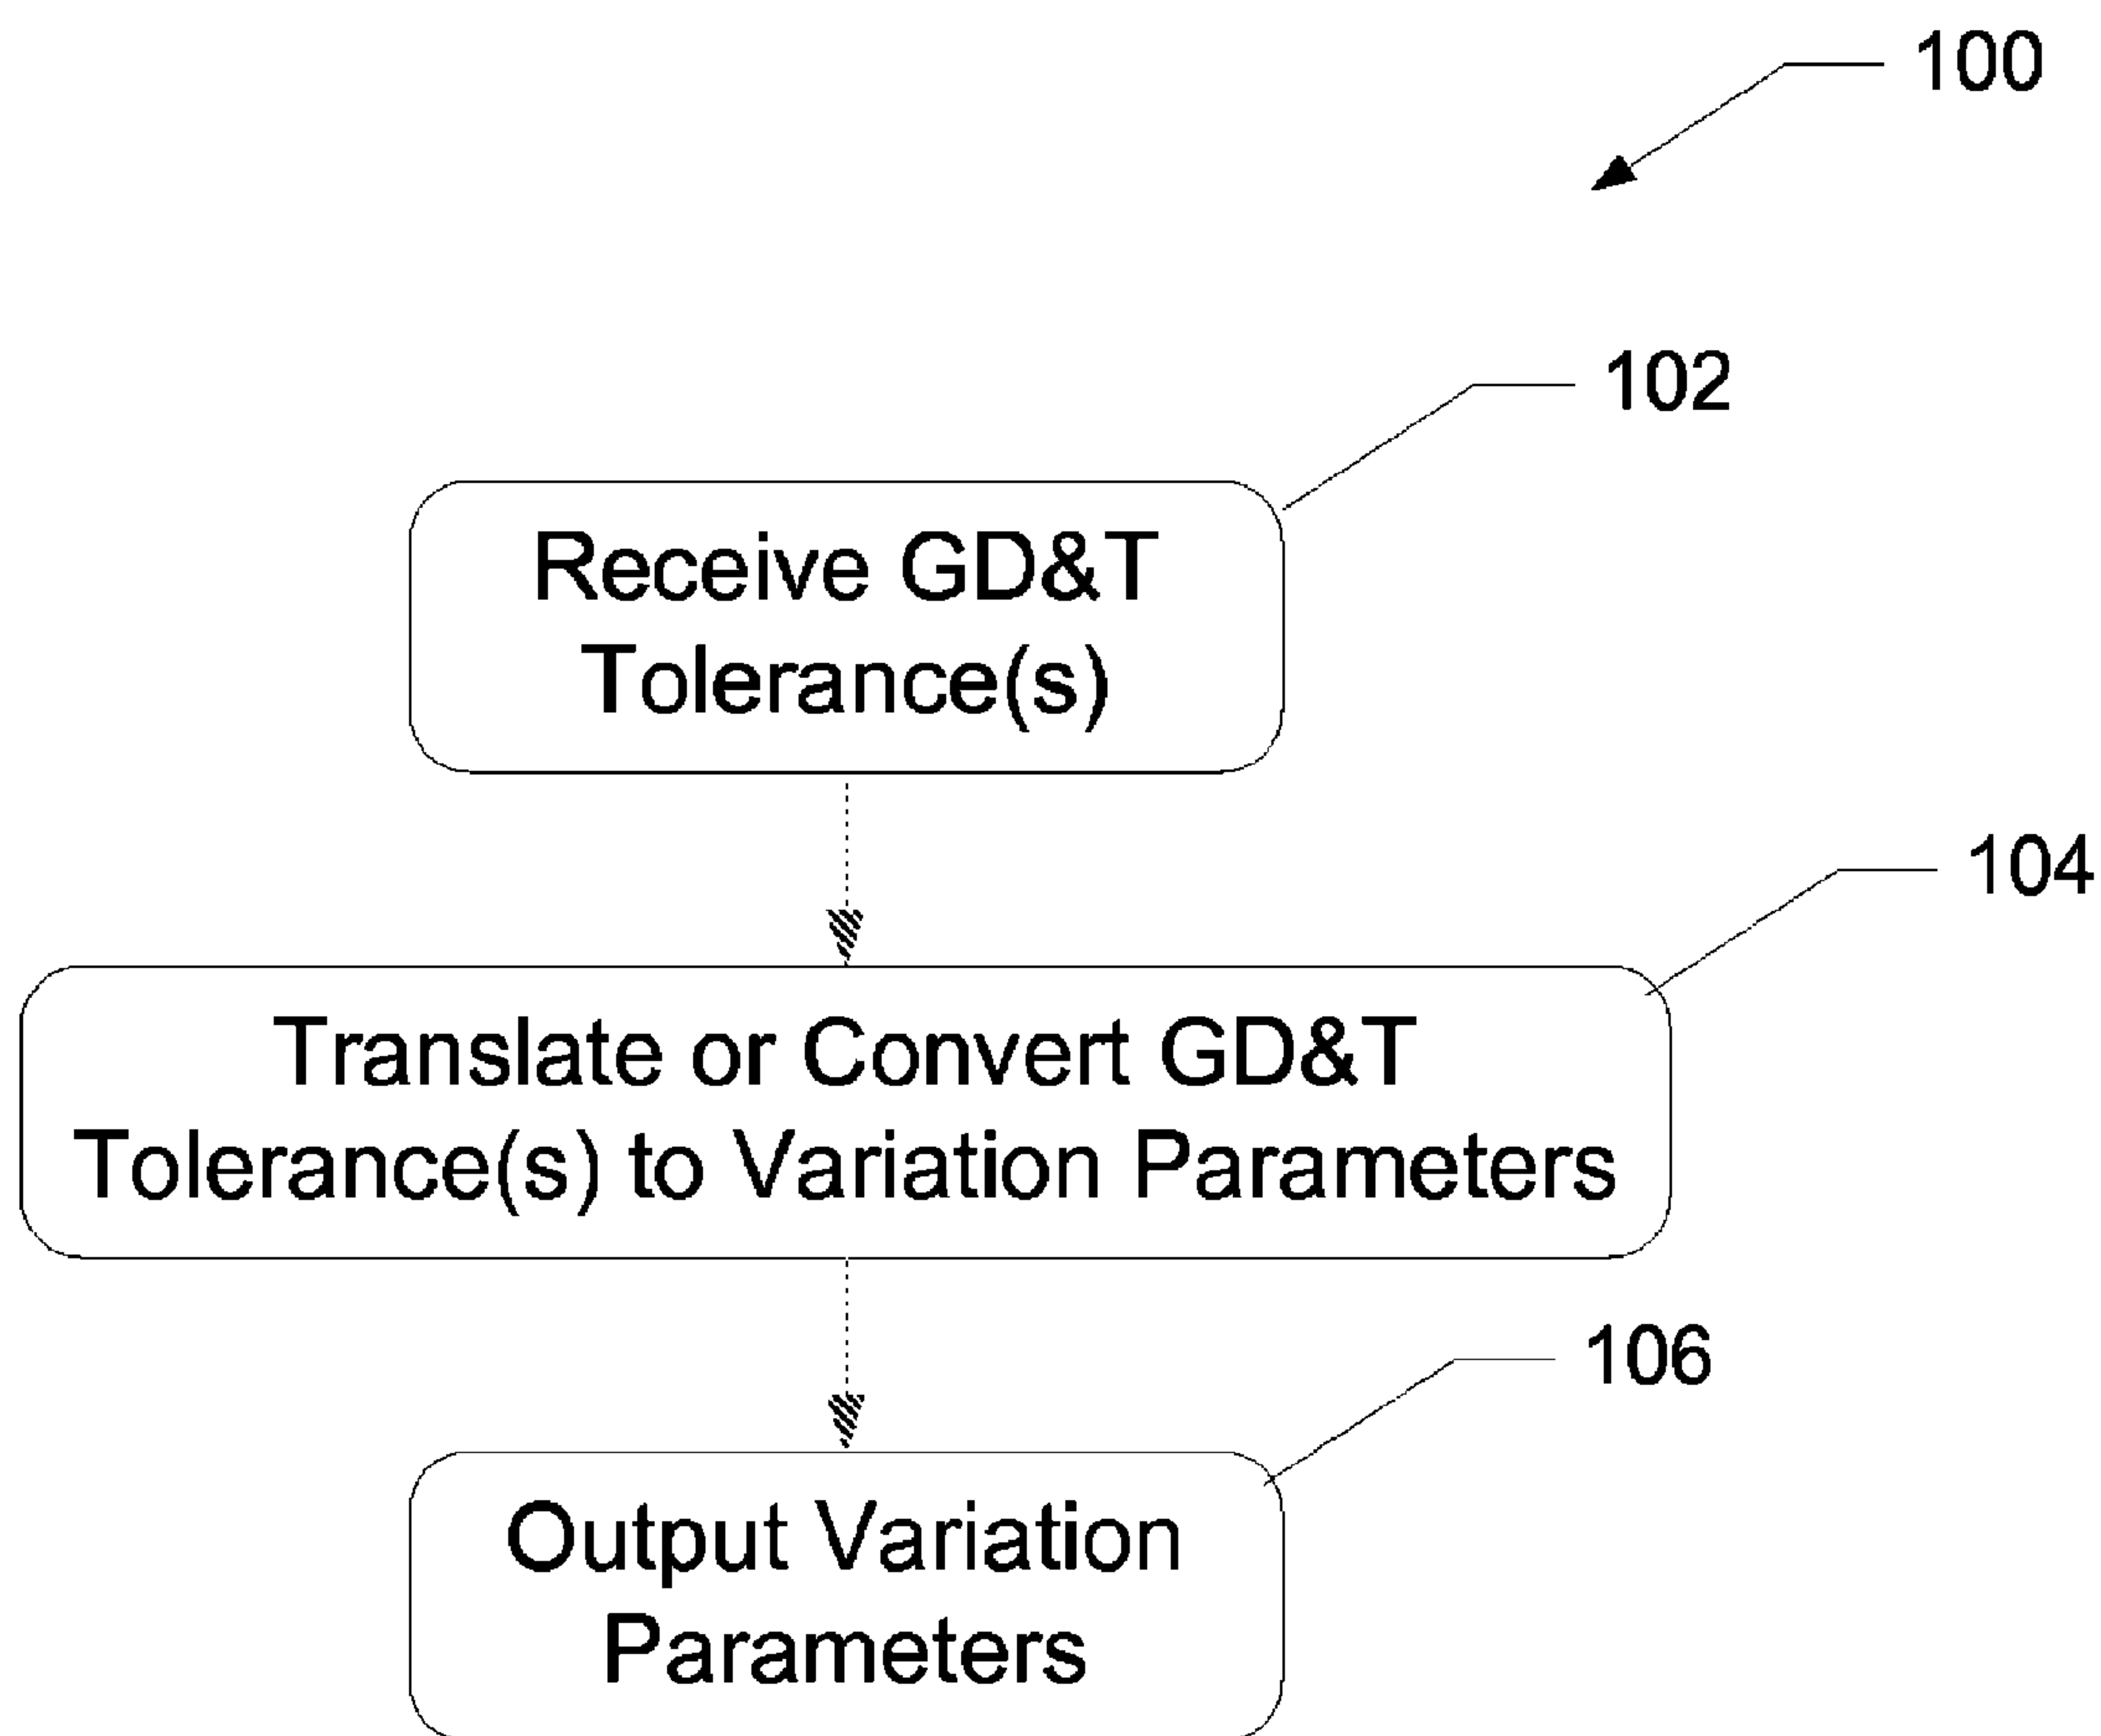 100
102
Receive GD&T
Tolerance(s)
104
Translate or Convert GD&T
Tolerance(s) to Variation Parameters
106
Output Variation
Parameters